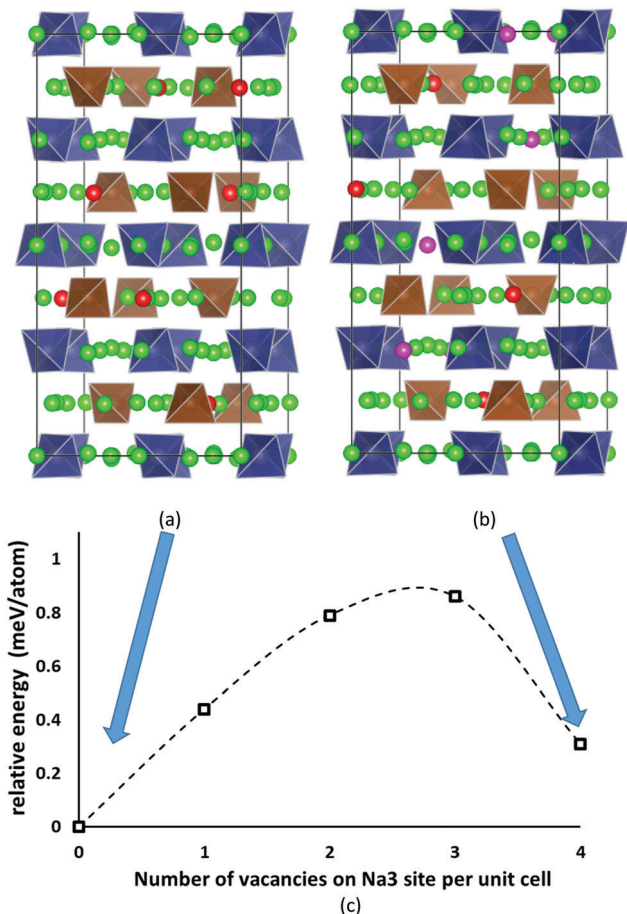 (a)
(b)
1
0.8
0.6
0.4
0.2
0
relative energy (meV/atom)
0
1
2
3
4
Number of vacancies on Na3 site per unit cell
(c)